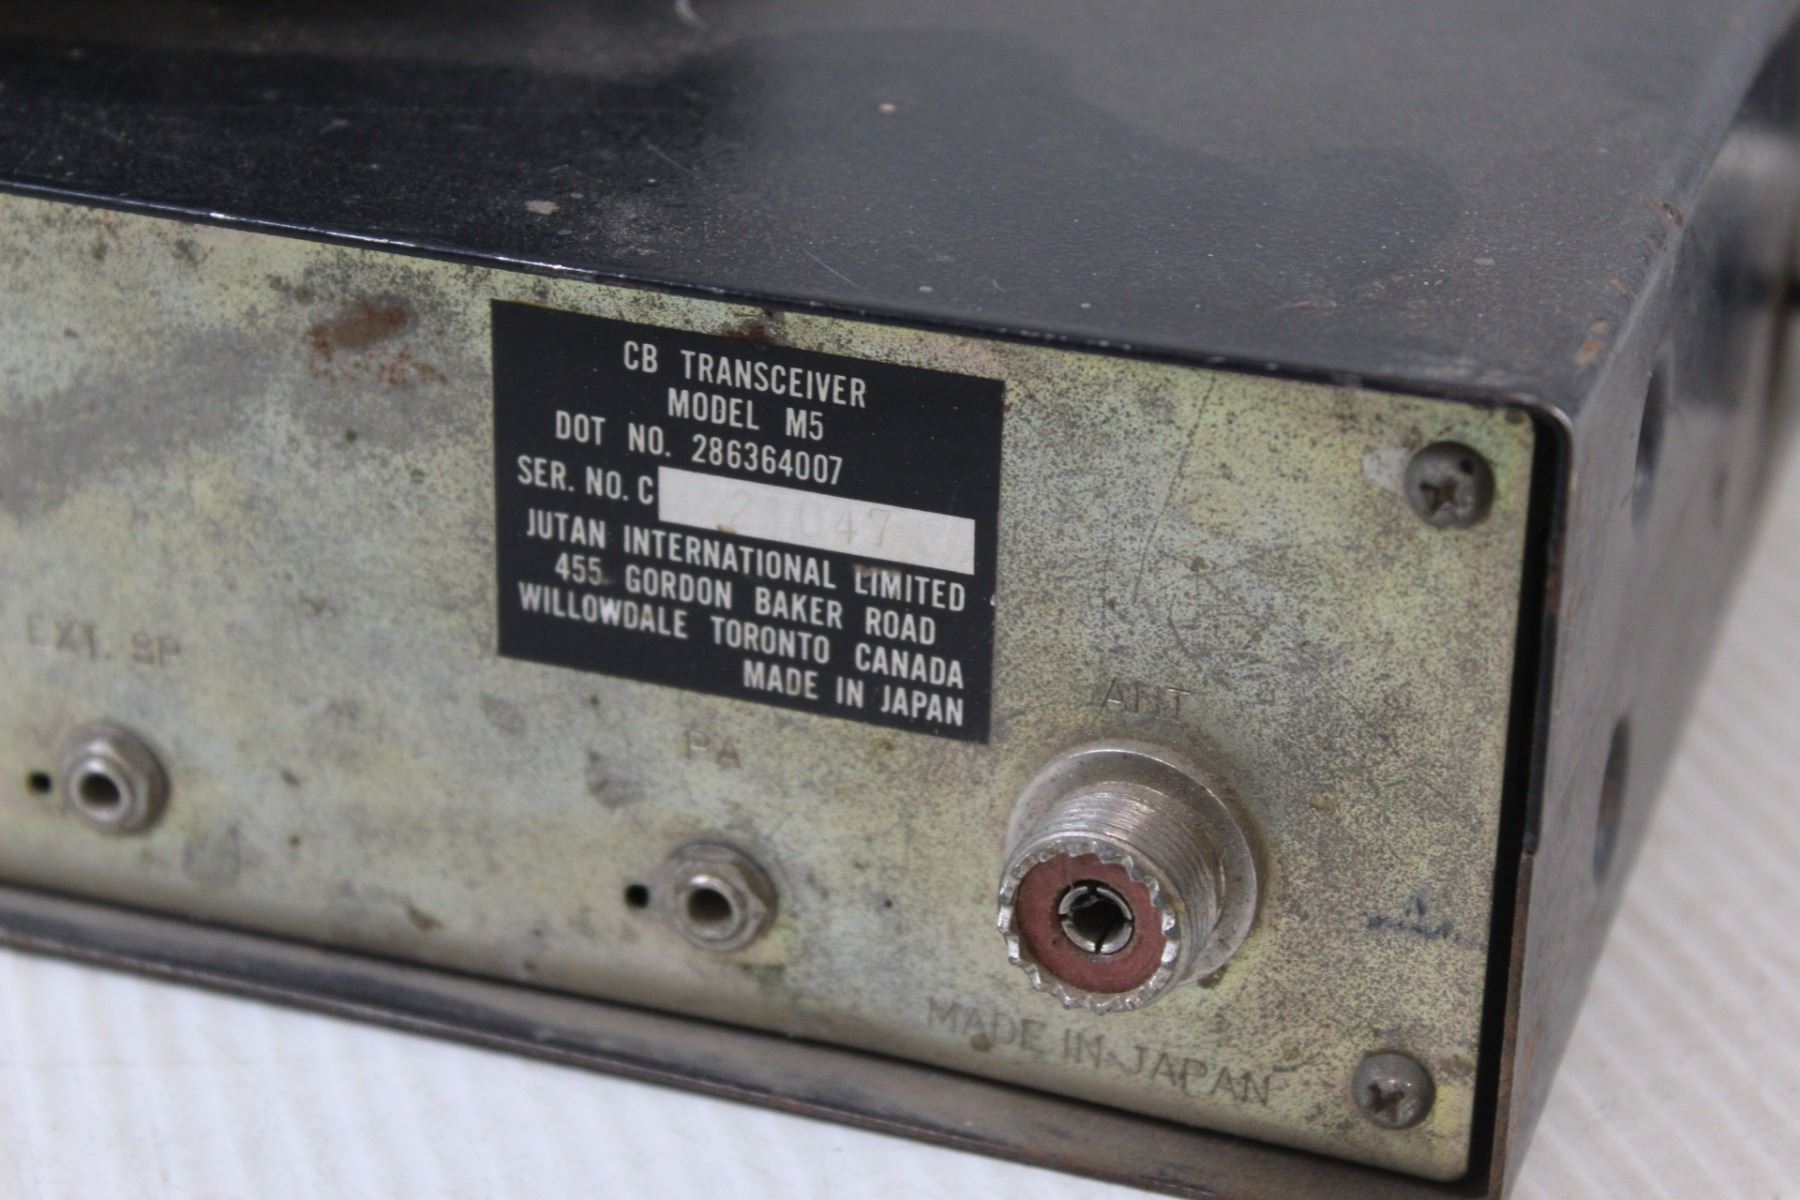 CB TRANSCEIVER
MODEL M5
DOT NO. 286364007
SER. NO. C 21047
JUTAN INTERNATIONAL LIMITED
455 GORDON BAKER ROAD
WILLOWDALE TORONTO CANADA
MADE IN JAPAN
EXT. SP
PA
ANT
MADE IN JAPAN